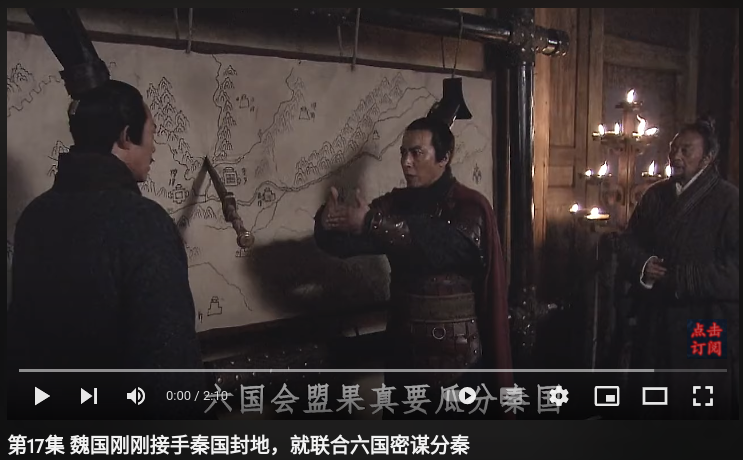 点击
订阅
0:00 / 2:10
六国会盟果真要瓜分秦国
第17集 魏国刚刚接手秦国封地，就联合六国密谋分秦